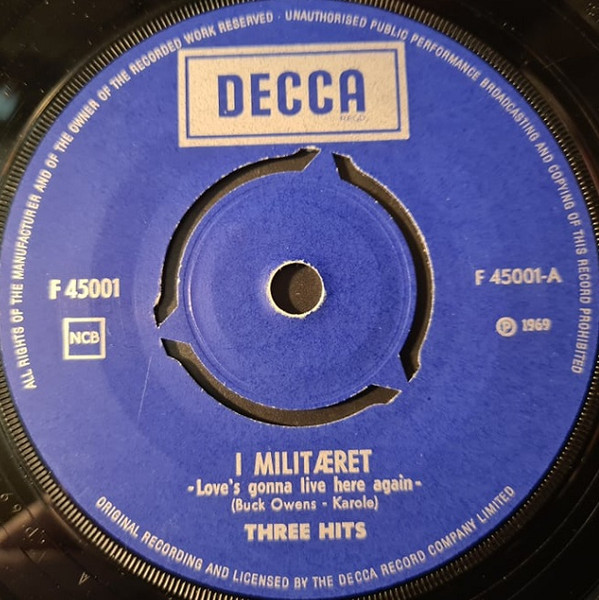 ALL RIGHTS OF THE MANUFACTURER AND OF THE OWNER OF THE RECORDED WORK RESERVED · UNAUTHORISED PUBLIC PERFORMANCE BROADCASTING AND COPYING OF THIS RECORD PROHIBITED
DECCA
F 45001
F 45001-A
NCB
Ⓟ 1969
I MILITÆRET
-Love's gonna live here again-
(Buck Owens - Karole)
THREE HITS
ORIGINAL RECORDING AND LICENSED BY THE DECCA RECORD COMPANY LIMITED